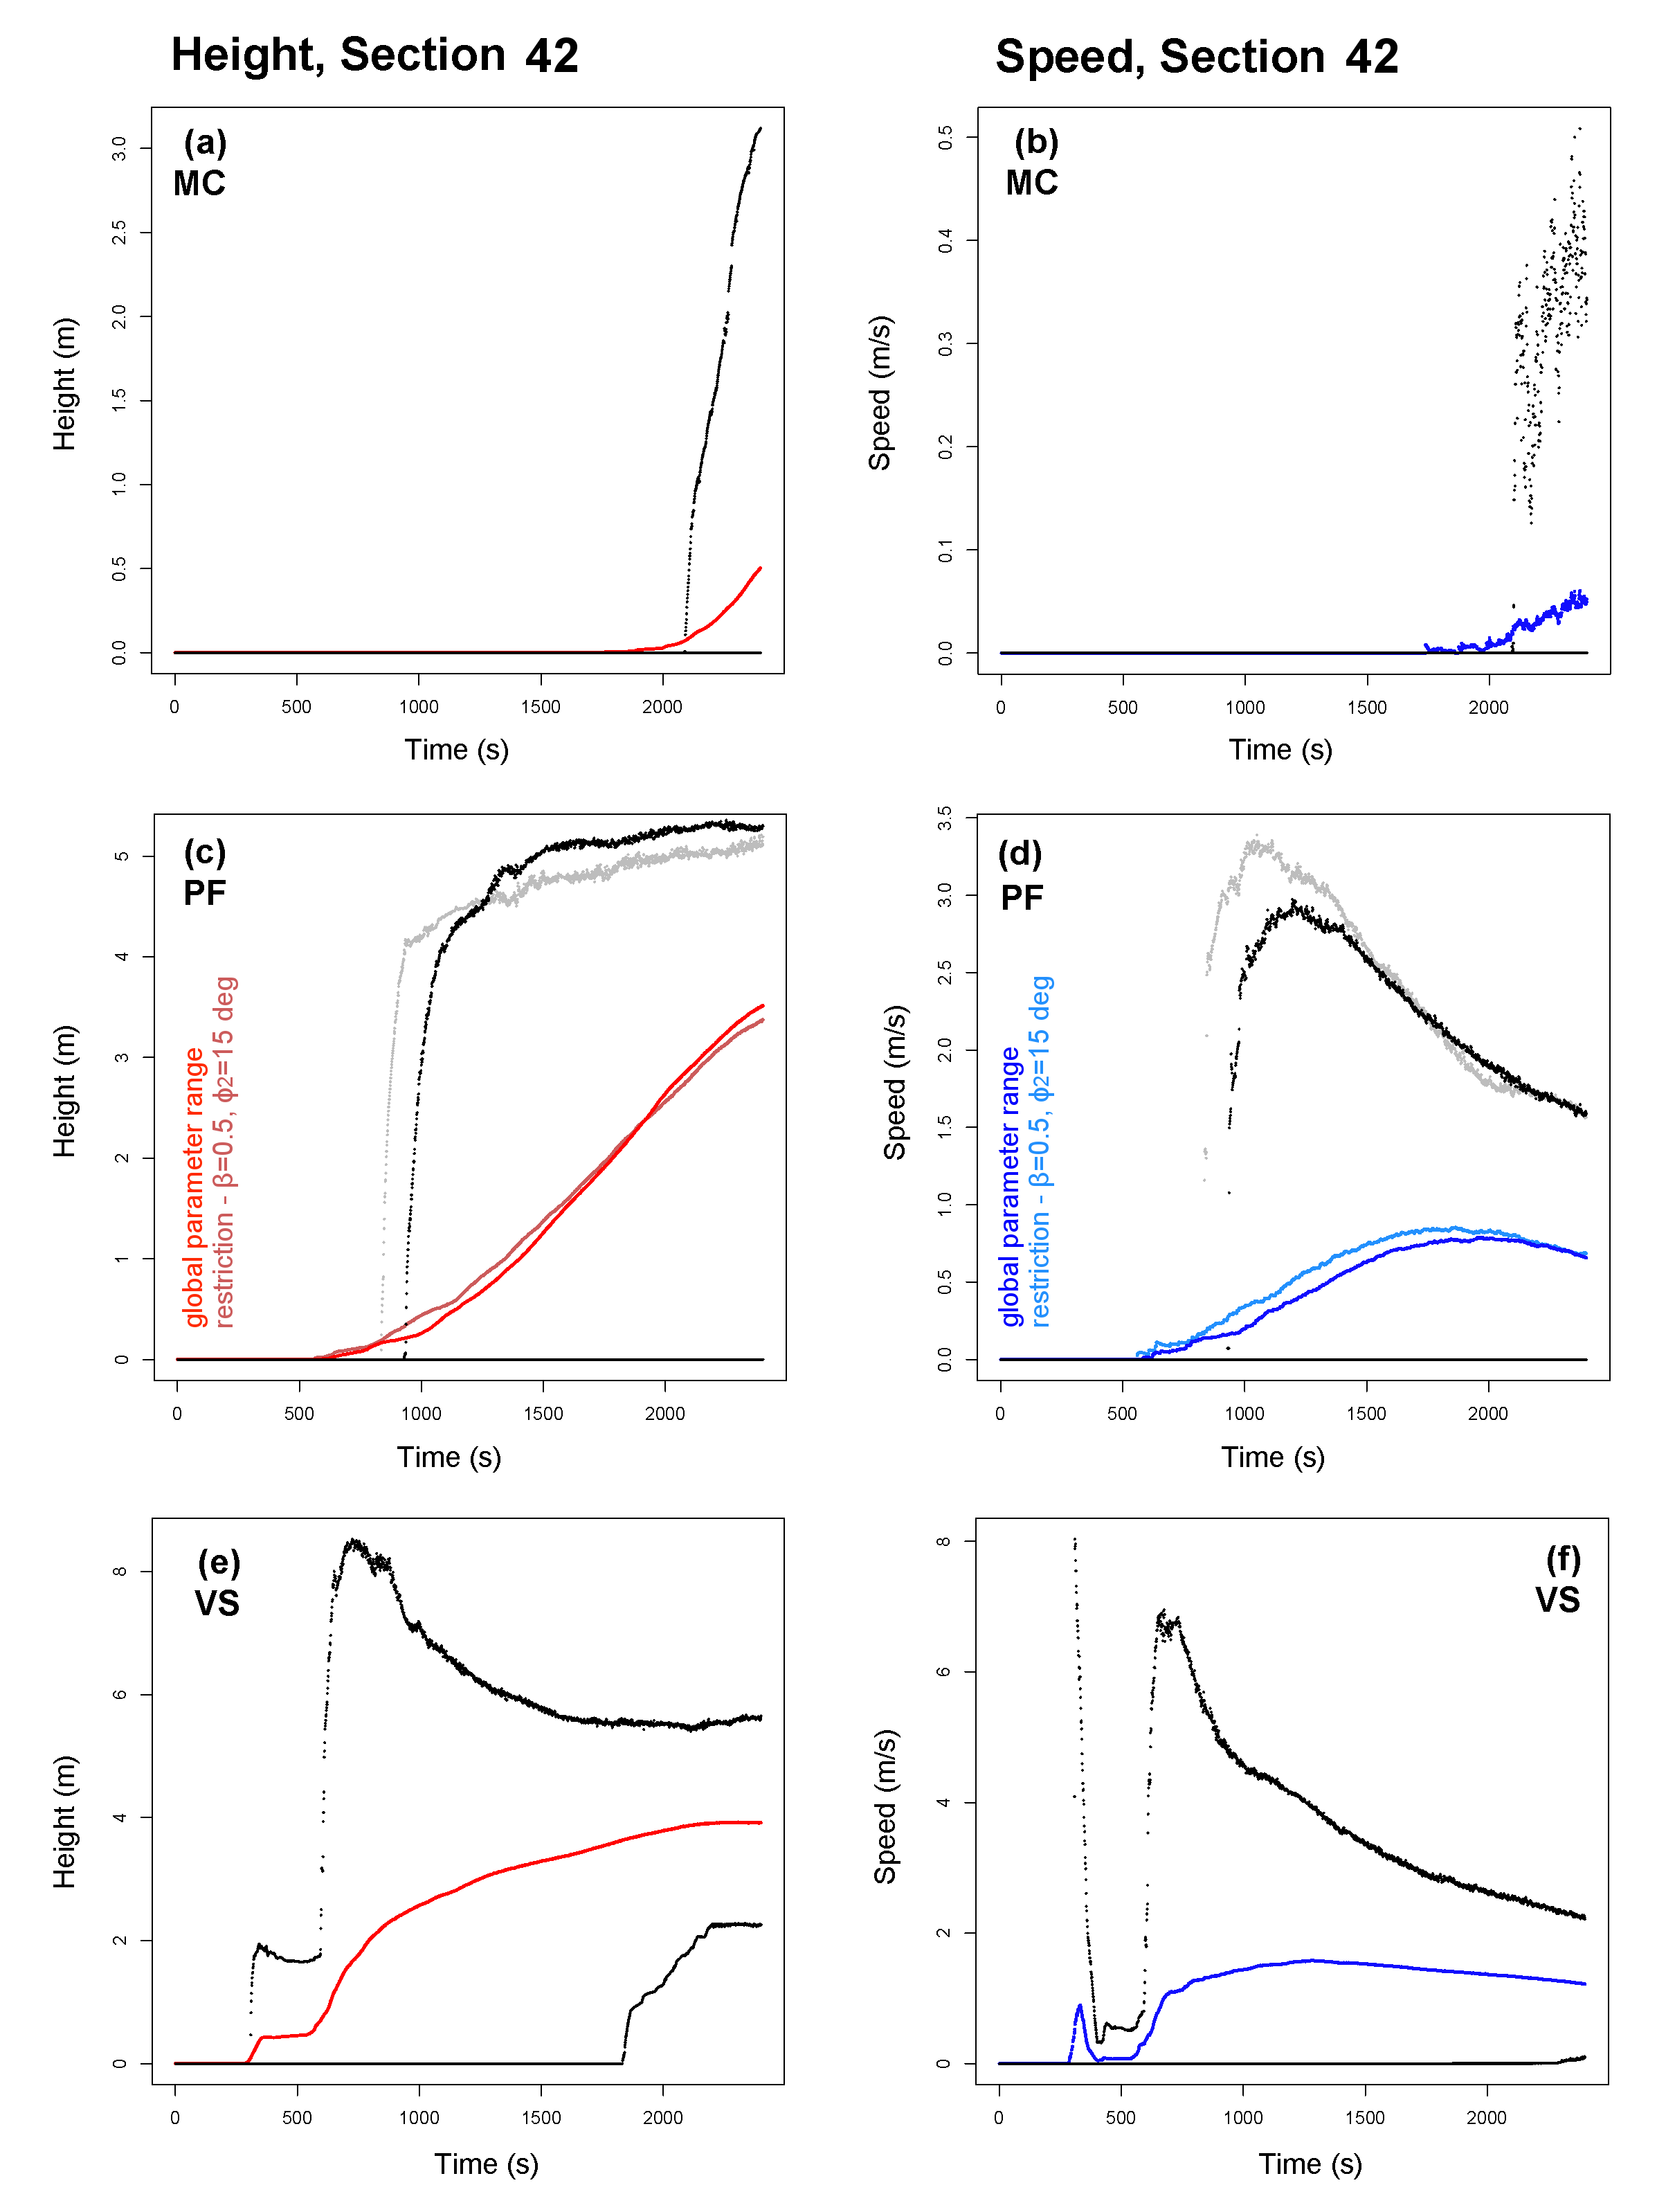 Height, Section 42
Speed, Section 42
(a)
MC
Height (m)
0.0 0.5 1.0 1.5 2.0 2.5 3.0
0 500 1000 1500 2000
Time (s)
(b)
MC
Speed (m/s)
0.0 0.1 0.2 0.3 0.4 0.5
0 500 1000 1500 2000
Time (s)
(c)
PF
global parameter range
restriction - β=0.5, ϕ2=15 deg
Height (m)
0 1 2 3 4 5
0 500 1000 1500 2000
Time (s)
(d)
PF
global parameter range
restriction - β=0.5, ϕ2=15 deg
Speed (m/s)
0.0 0.5 1.0 1.5 2.0 2.5 3.0 3.5
0 500 1000 1500 2000
Time (s)
(e)
VS
Height (m)
0 2 4 6 8
0 500 1000 1500 2000
Time (s)
(f)
VS
Speed (m/s)
0 2 4 6 8
0 500 1000 1500 2000
Time (s)